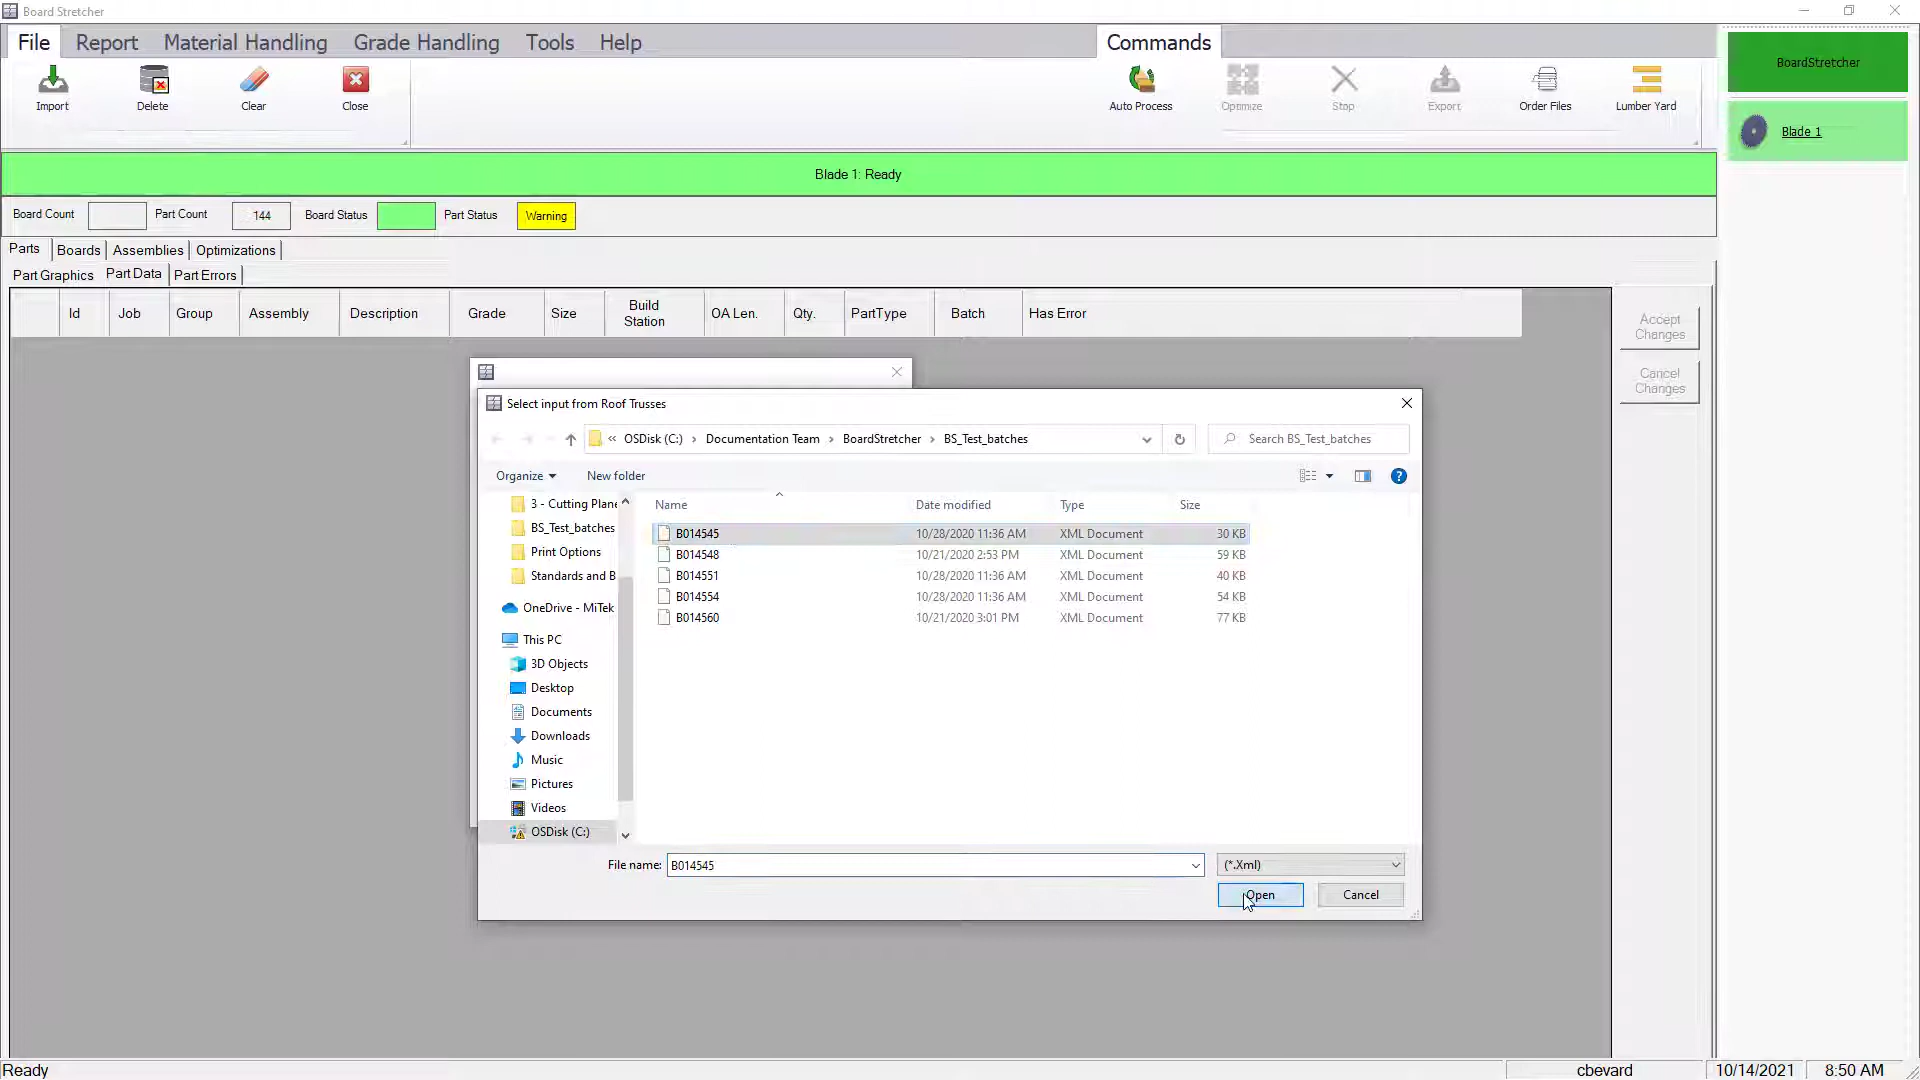 Board Stretcher
File Report Material Handling Grade Handling Tools Help Commands
Import Delete Clear Close Auto Process Optimize Stop Export Order Files Lumber Yard
BoardStretcher
Blade 1
Blade 1: Ready
Board Count Part Count 144 Board Status Part Status Warning
Parts Boards Assemblies Optimizations
Part Graphics Part Data Part Errors
Id Job Group Assembly Description Grade Size Build Station OA Len. Qty. PartType Batch Has Error
Accept Changes
Cancel Changes
Select input from Roof Trusses
« OSDisk (C:) › Documentation Team › BoardStretcher › BS_Test_batches
Search BS_Test_batches
Organize New folder
3 - Cutting Plane
BS_Test_batches
Print Options
Standards and B
OneDrive - MiTek
This PC
3D Objects
Desktop
Documents
Downloads
Music
Pictures
Videos
OSDisk (C:)
Name Date modified Type Size
B014545 10/28/2020 11:36 AM XML Document 30 KB
B014548 10/21/2020 2:53 PM XML Document 59 KB
B014551 10/28/2020 11:36 AM XML Document 40 KB
B014554 10/28/2020 11:36 AM XML Document 54 KB
B014560 10/21/2020 3:01 PM XML Document 77 KB
File name: B014545 (*.Xml)
Open Cancel
Ready cbevard 10/14/2021 8:50 AM